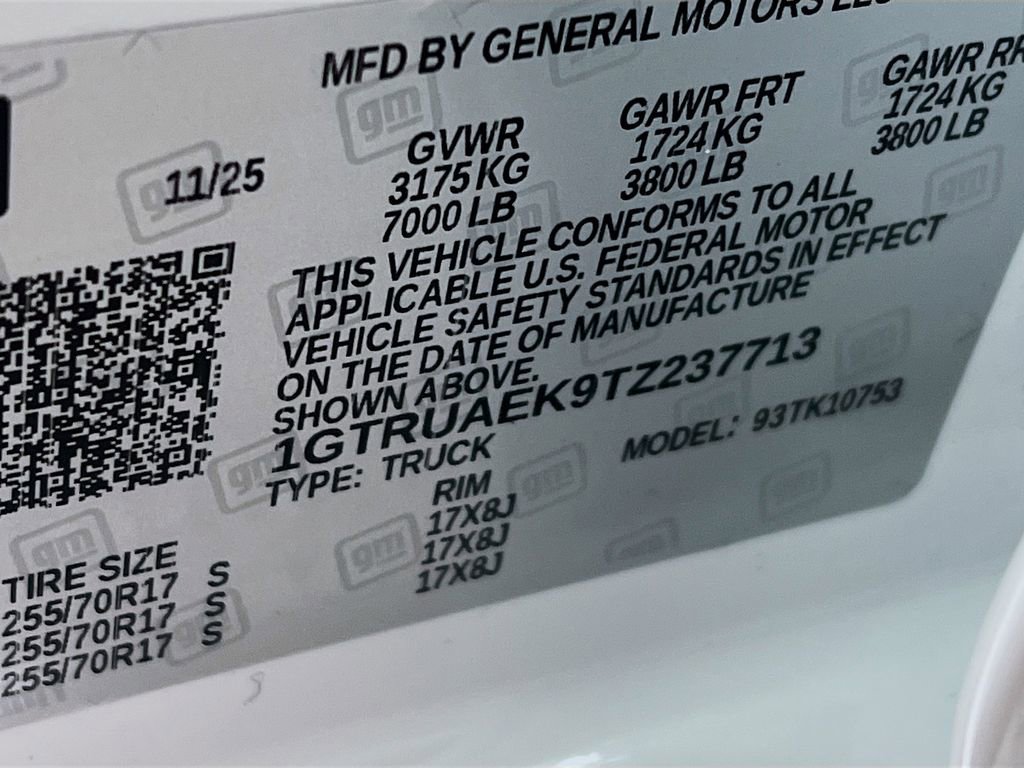 MFD BY GENERAL MOTORS LLC
11/25
GVWR GAWR FRT GAWR RR
3175 KG 1724 KG 1724 KG
7000 LB 3800 LB 3800 LB
THIS VEHICLE CONFORMS TO ALL
APPLICABLE U.S. FEDERAL MOTOR
VEHICLE SAFETY STANDARDS IN EFFECT
ON THE DATE OF MANUFACTURE
SHOWN ABOVE.
1GTRUAEK9TZ237713
TYPE: TRUCK MODEL: 93TK10753
TIRE SIZE RIM
255/70R17 S 17X8J
255/70R17 S 17X8J
255/70R17 S 17X8J